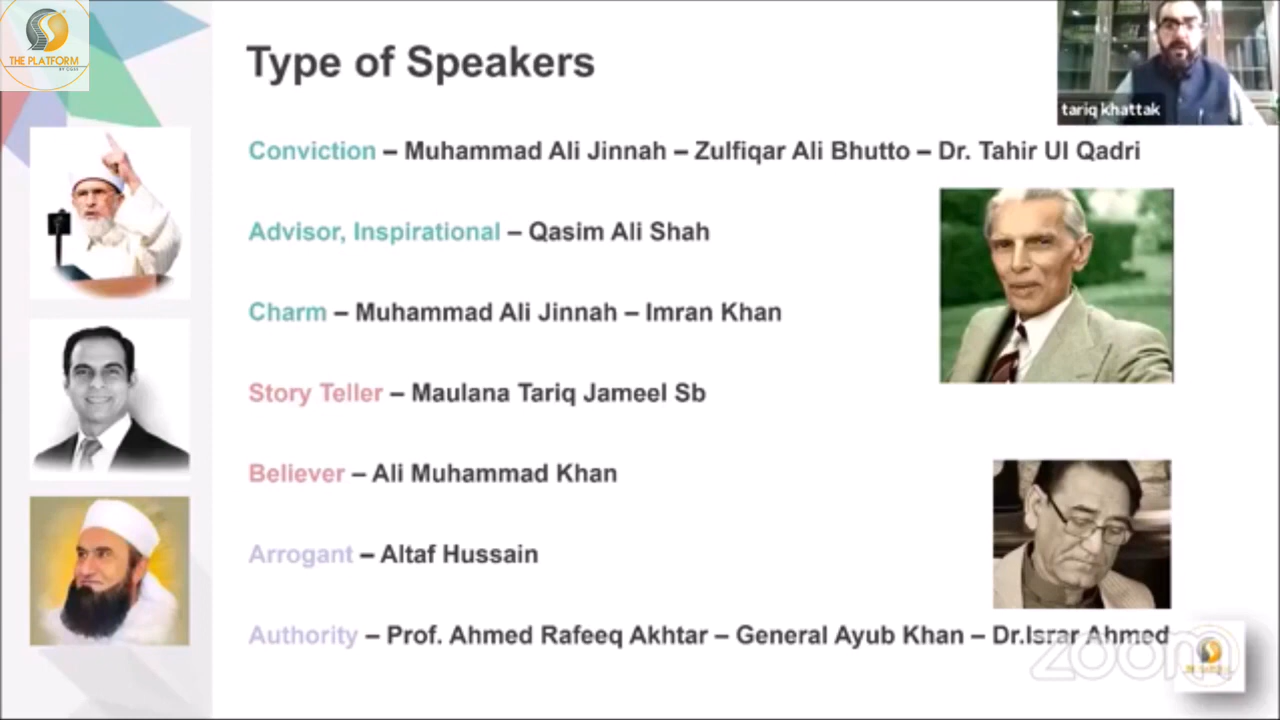 THE PLATFORM
Type of Speakers
tariq khattak
Conviction – Muhammad Ali Jinnah – Zulfiqar Ali Bhutto – Dr. Tahir Ul Qadri
Advisor, Inspirational – Qasim Ali Shah
Charm – Muhammad Ali Jinnah – Imran Khan
Story Teller – Maulana Tariq Jameel Sb
Believer – Ali Muhammad Khan
Arrogant – Altaf Hussain
Authority – Prof. Ahmed Rafeeq Akhtar – General Ayub Khan – Dr.Israr Ahmed
zoom